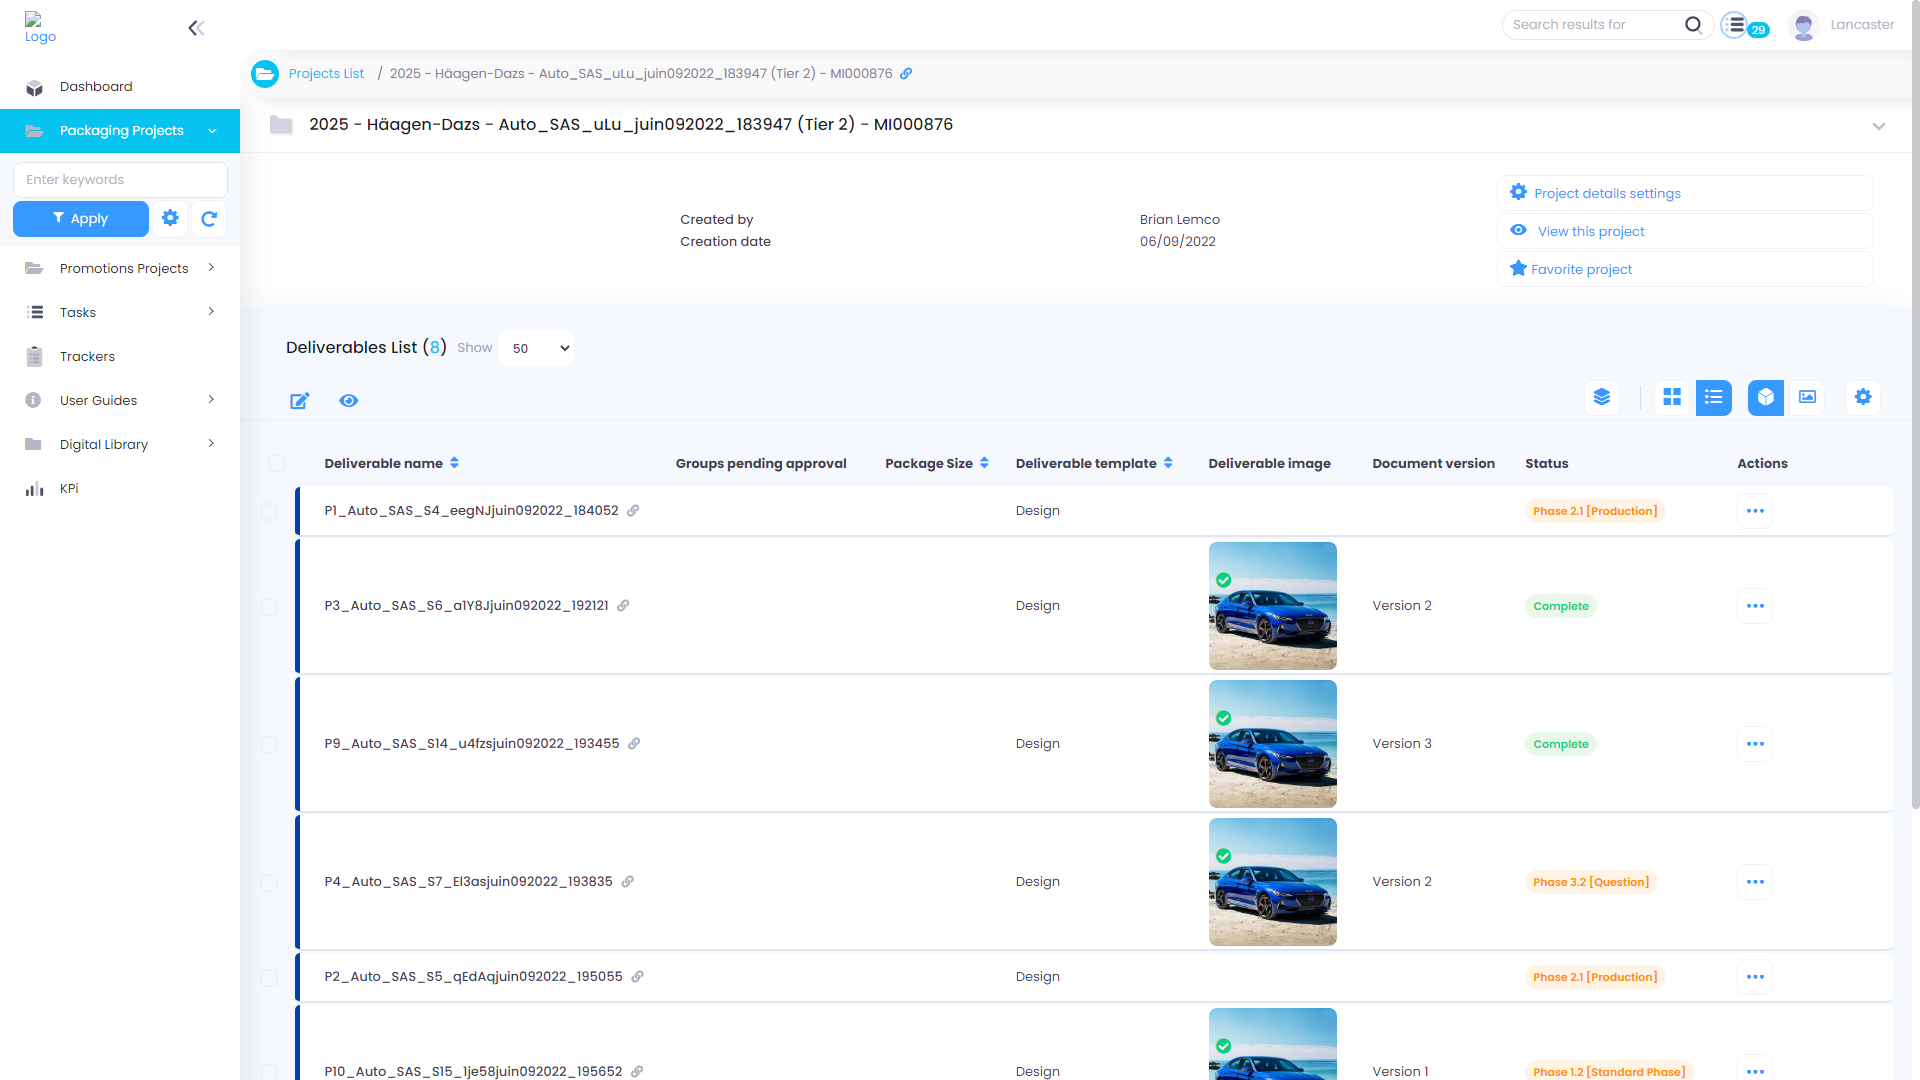 Logo
Search results for
29
Lancaster
Dashboard
Packaging Projects
Enter keywords
Apply
Promotions Projects
Tasks
Trackers
User Guides
Digital Library
KPi
Projects List / 2025 - Häagen-Dazs - Auto_SAS_uLu_juin092022_183947 (Tier 2) - MI000876
2025 - Häagen-Dazs - Auto_SAS_uLu_juin092022_183947 (Tier 2) - MI000876
Created by Brian Lemco
Creation date 06/09/2022
Project details settings
View this project
Favorite project
Deliverables List (8) Show 50
Deliverable name Groups pending approval Package Size Deliverable template Deliverable image Document version Status Actions
P1_Auto_SAS_S4_eegNJjuin092022_184052 Design Phase 2.1 [Production]
P3_Auto_SAS_S6_a1Y8Jjuin092022_192121 Design Version 2 Complete
P9_Auto_SAS_S14_u4fzsjuin092022_193455 Design Version 3 Complete
P4_Auto_SAS_S7_EI3asjuin092022_193835 Design Version 2 Phase 3.2 [Question]
P2_Auto_SAS_S5_qEdAqjuin092022_195055 Design Phase 2.1 [Production]
P10_Auto_SAS_S15_1je58juin092022_195652 Design Version 1 Phase 1.2 [Standard Phase]